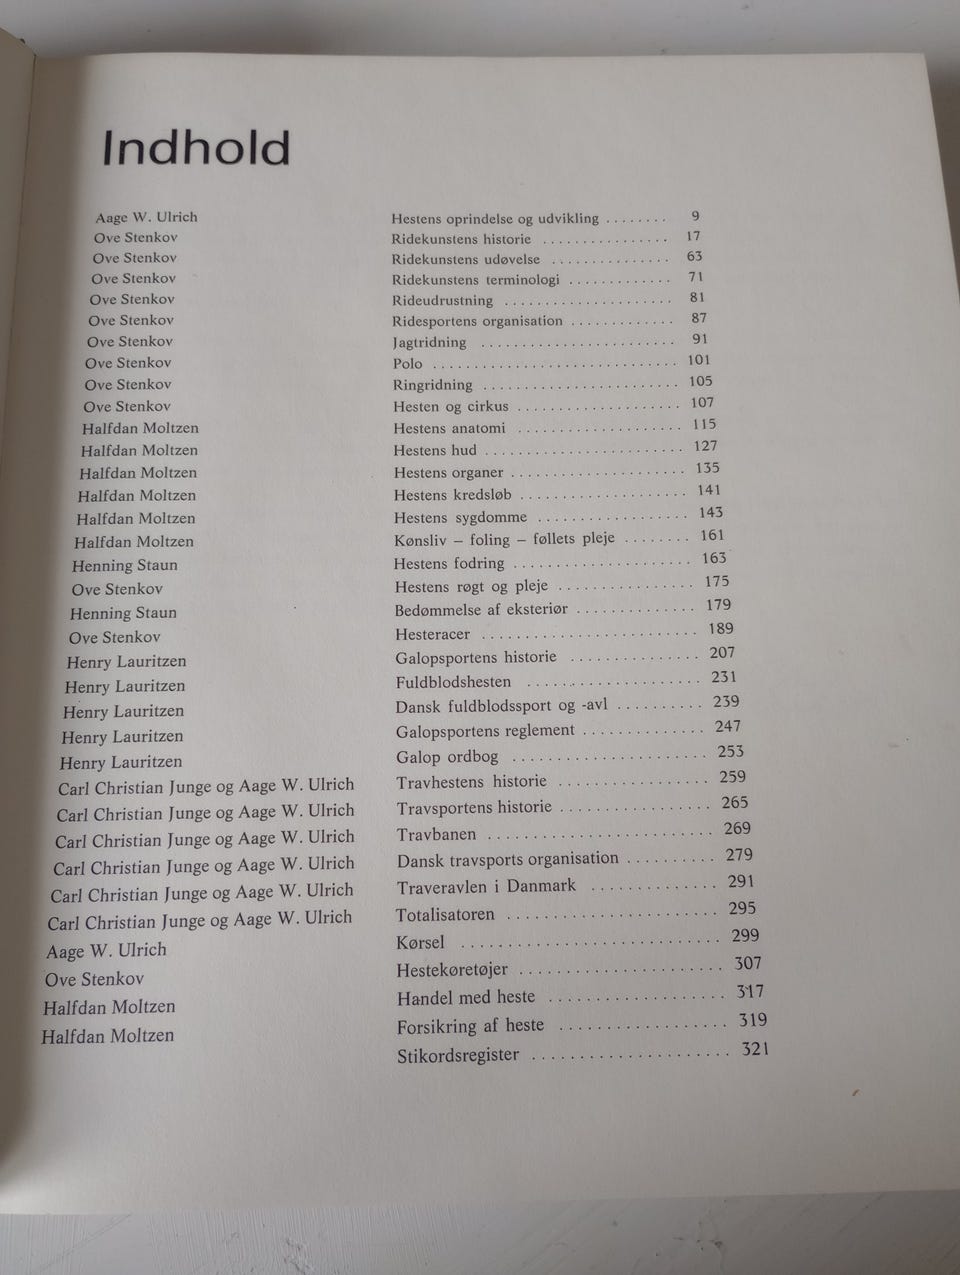 Indhold
Aage W. Ulrich Hestens oprindelse og udvikling ........ 9
Ove Stenkov Ridekunstens historie ................ 17
Ove Stenkov Ridekunstens udøvelse ............... 63
Ove Stenkov Ridekunstens terminologi ............. 71
Ove Stenkov Rideudrustning ..................... 81
Ove Stenkov Ridesportens organisation ............. 87
Ove Stenkov Jagtridning ........................ 91
Ove Stenkov Polo .............................. 101
Ove Stenkov Ringridning ........................ 105
Ove Stenkov Hesten og cirkus .................... 107
Halfdan Moltzen Hestens anatomi .................... 115
Halfdan Moltzen Hestens hud ........................ 127
Halfdan Moltzen Hestens organer ..................... 135
Halfdan Moltzen Hestens kredsløb .................... 141
Halfdan Moltzen Hestens sygdomme .................. 143
Halfdan Moltzen Kønsliv – foling – føllets pleje ........ 161
Henning Staun Hestens fodring ..................... 163
Ove Stenkov Hestens røgt og pleje ................ 175
Henning Staun Bedømmelse af eksteriør .............. 179
Ove Stenkov Hesteracer .......................... 189
Henry Lauritzen Galopsportens historie ............... 207
Henry Lauritzen Fuldblodshesten .................... 231
Henry Lauritzen Dansk fuldblodssport og -avl .......... 239
Henry Lauritzen Galopsportens reglement .............. 247
Henry Lauritzen Galop ordbog ...................... 253
Carl Christian Junge og Aage W. Ulrich Travhestens historie ................. 259
Carl Christian Junge og Aage W. Ulrich Travsportens historie ................. 265
Carl Christian Junge og Aage W. Ulrich Travbanen ......................... 269
Carl Christian Junge og Aage W. Ulrich Dansk travsports organisation .......... 279
Carl Christian Junge og Aage W. Ulrich Traveravlen i Danmark .............. 291
Carl Christian Junge og Aage W. Ulrich Totalisatoren ....................... 295
Aage W. Ulrich Kørsel ............................ 299
Ove Stenkov Hestekøretøjer ...................... 307
Halfdan Moltzen Handel med heste ................... 317
Halfdan Moltzen Forsikring af heste .................. 319
Stikordsregister ..................... 321